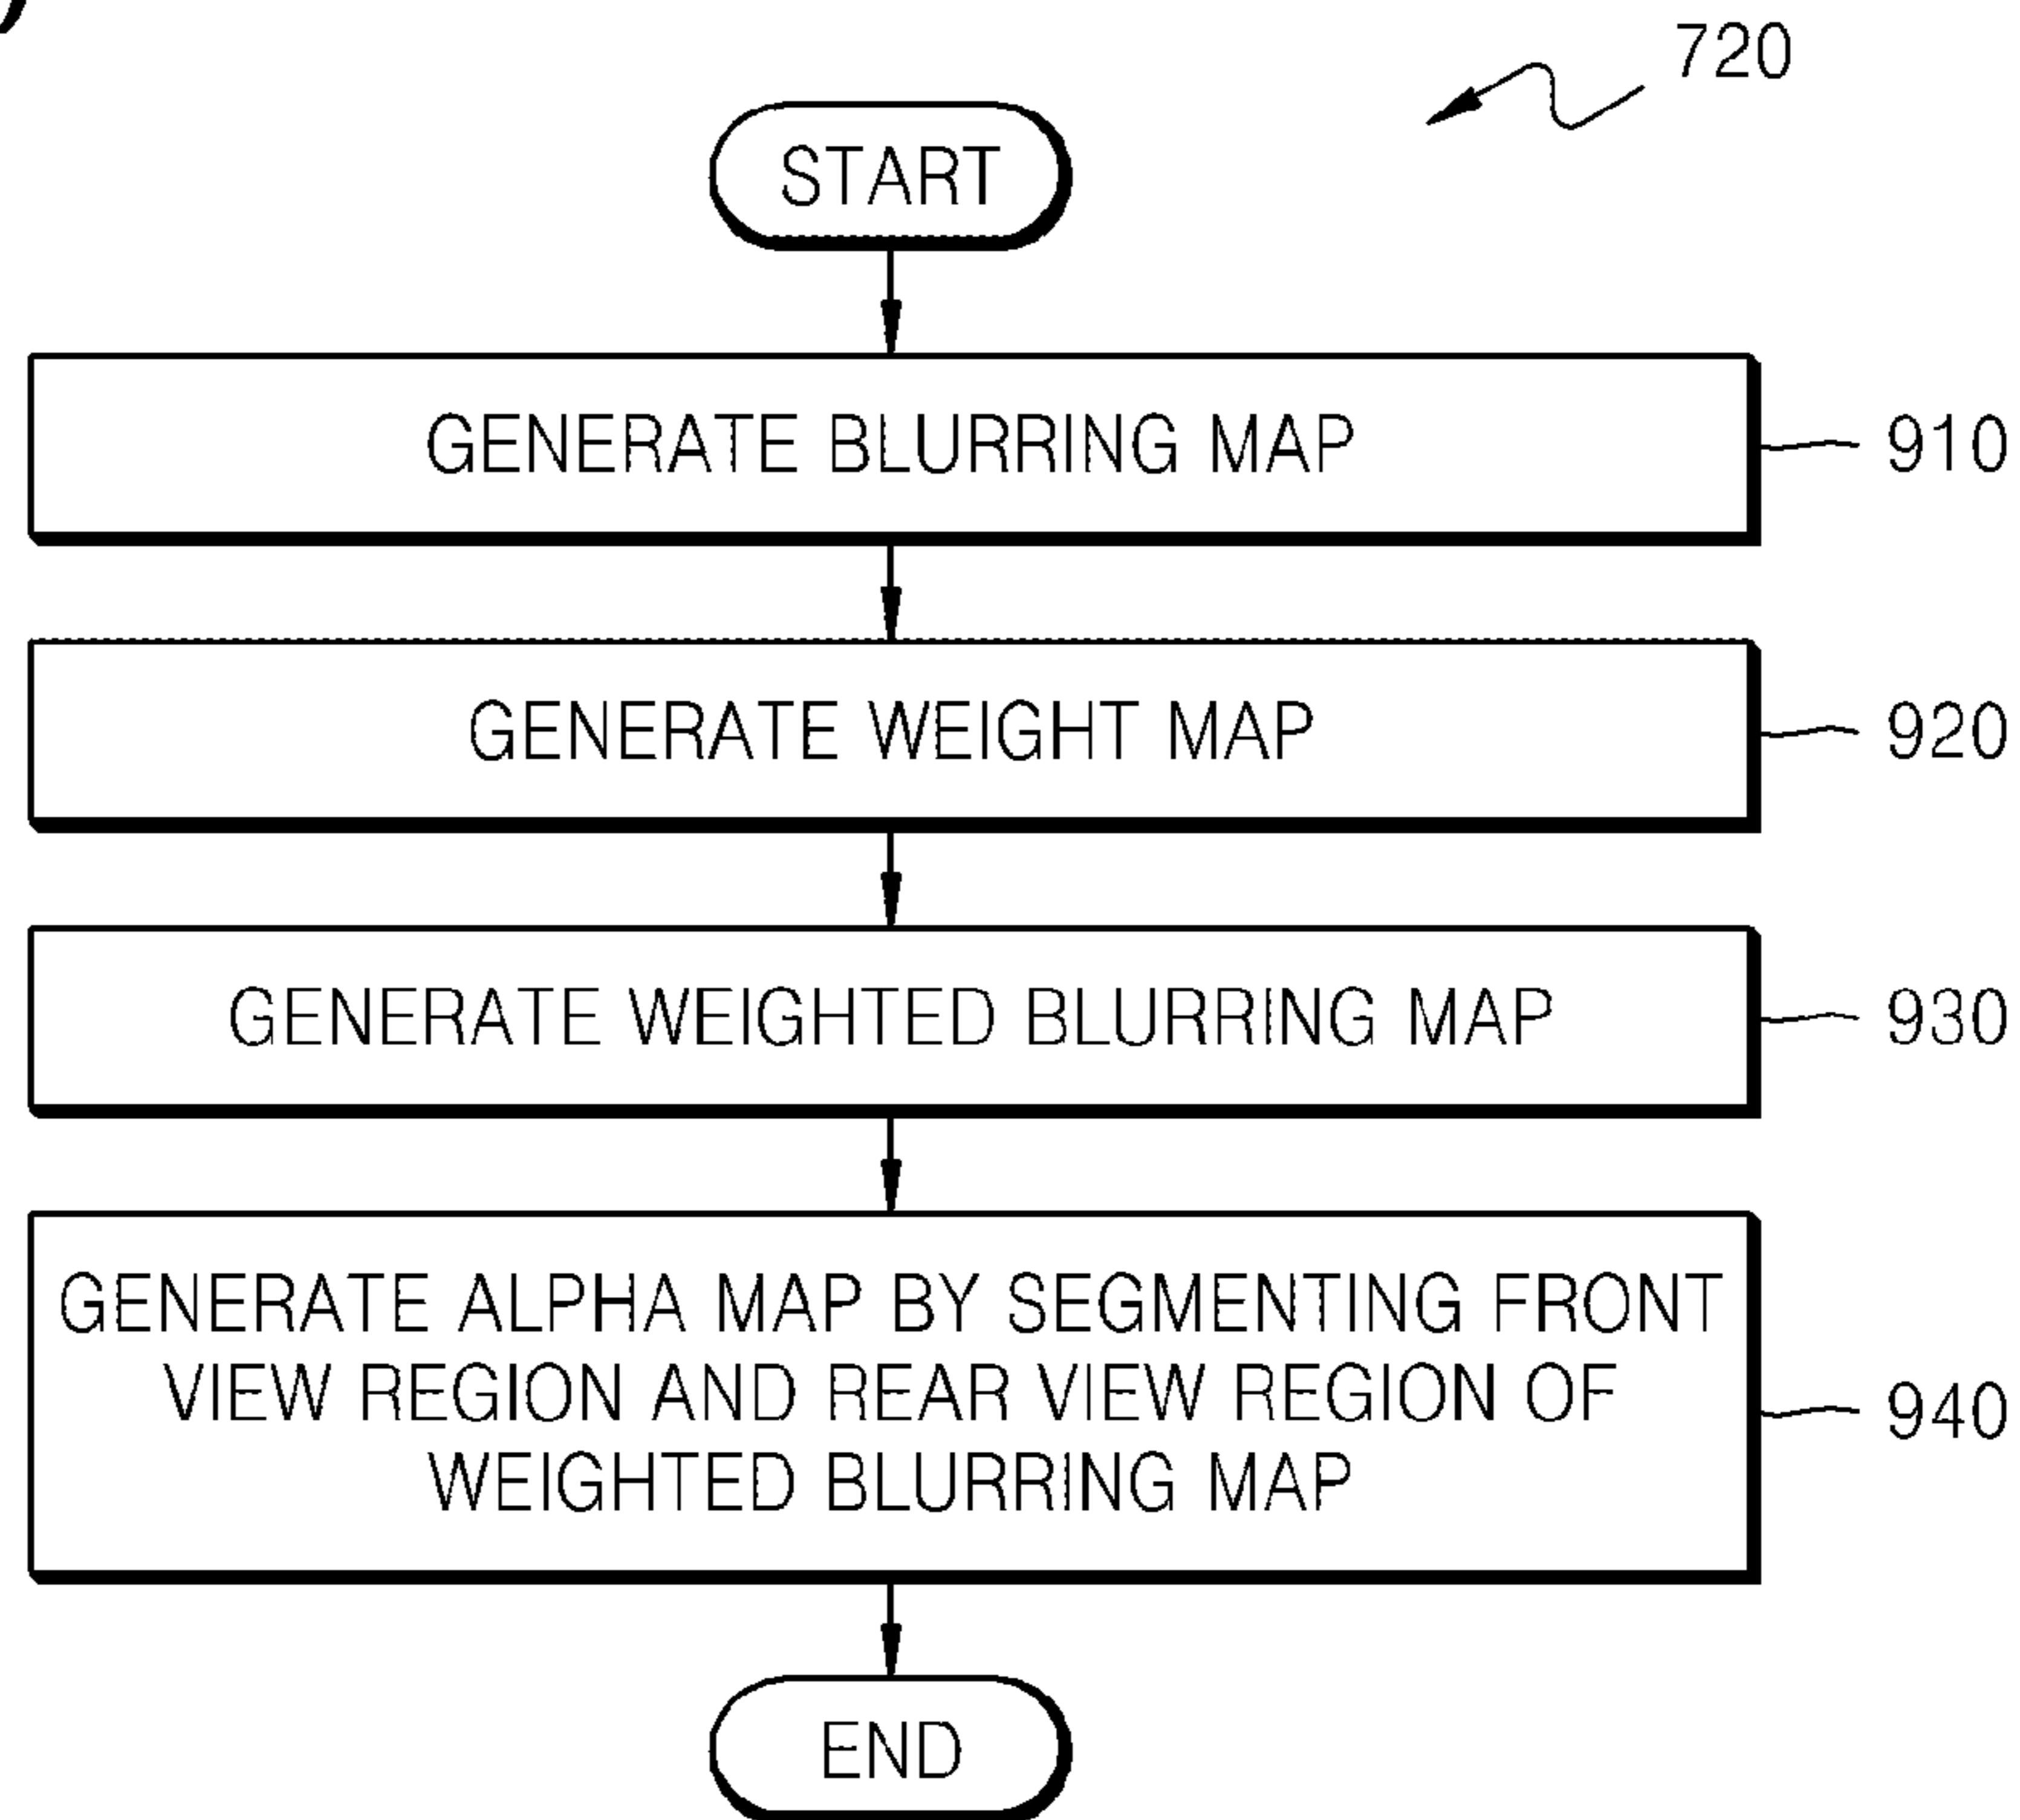 720
START
GENERATE BLURRING MAP
910
GENERATE WEIGHT MAP
920
GENERATE WEIGHTED BLURRING MAP
930
GENERATE ALPHA MAP BY SEGMENTING FRONT
VIEW REGION AND REAR VIEW REGION OF
WEIGHTED BLURRING MAP
940
END